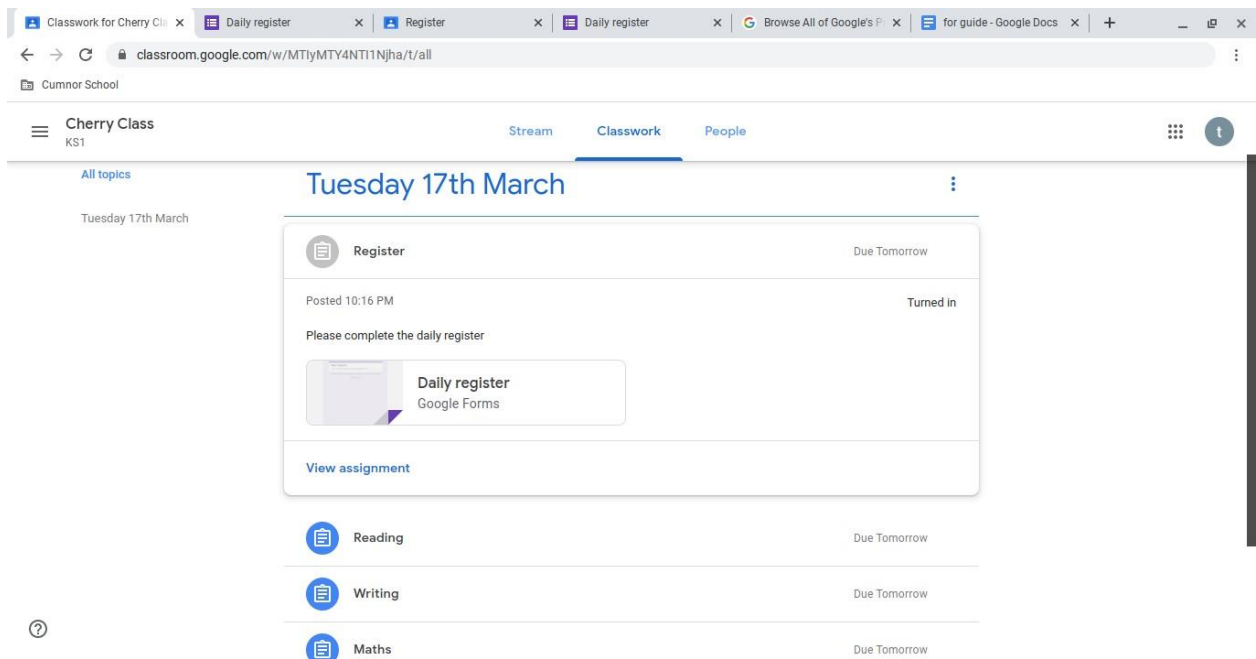 Classwork for Cherry Cla
Daily register
Register
Daily register
Browse All of Google's P
for guide - Google Docs
classroom.google.com/w/MTIyMTY4NTI1Njha/t/all
Cumnor School
Cherry Class
KS1
Stream
Classwork
People
t
All topics
Tuesday 17th March
Tuesday 17th March
Register
Due Tomorrow
Posted 10:16 PM
Turned in
Please complete the daily register
Daily register
Google Forms
View assignment
Reading
Due Tomorrow
Writing
Due Tomorrow
Maths
Due Tomorrow